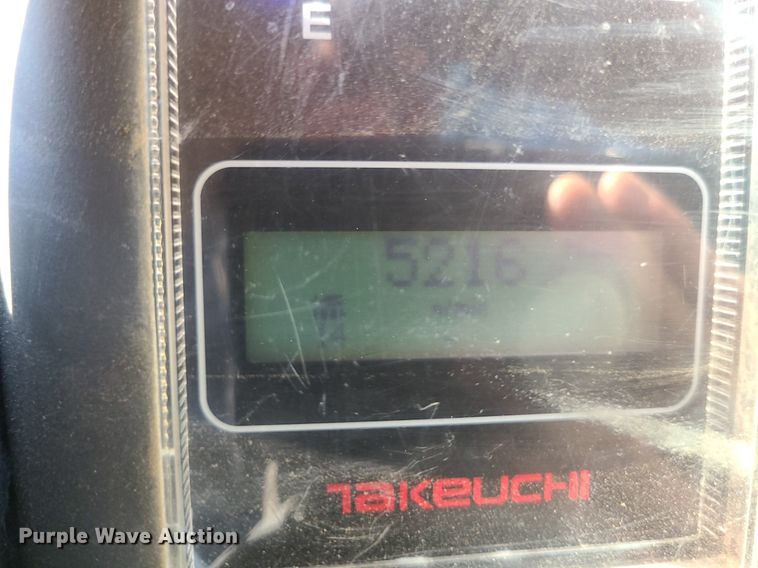 E
5216
TAKEUCHI
Purple Wave Auction®